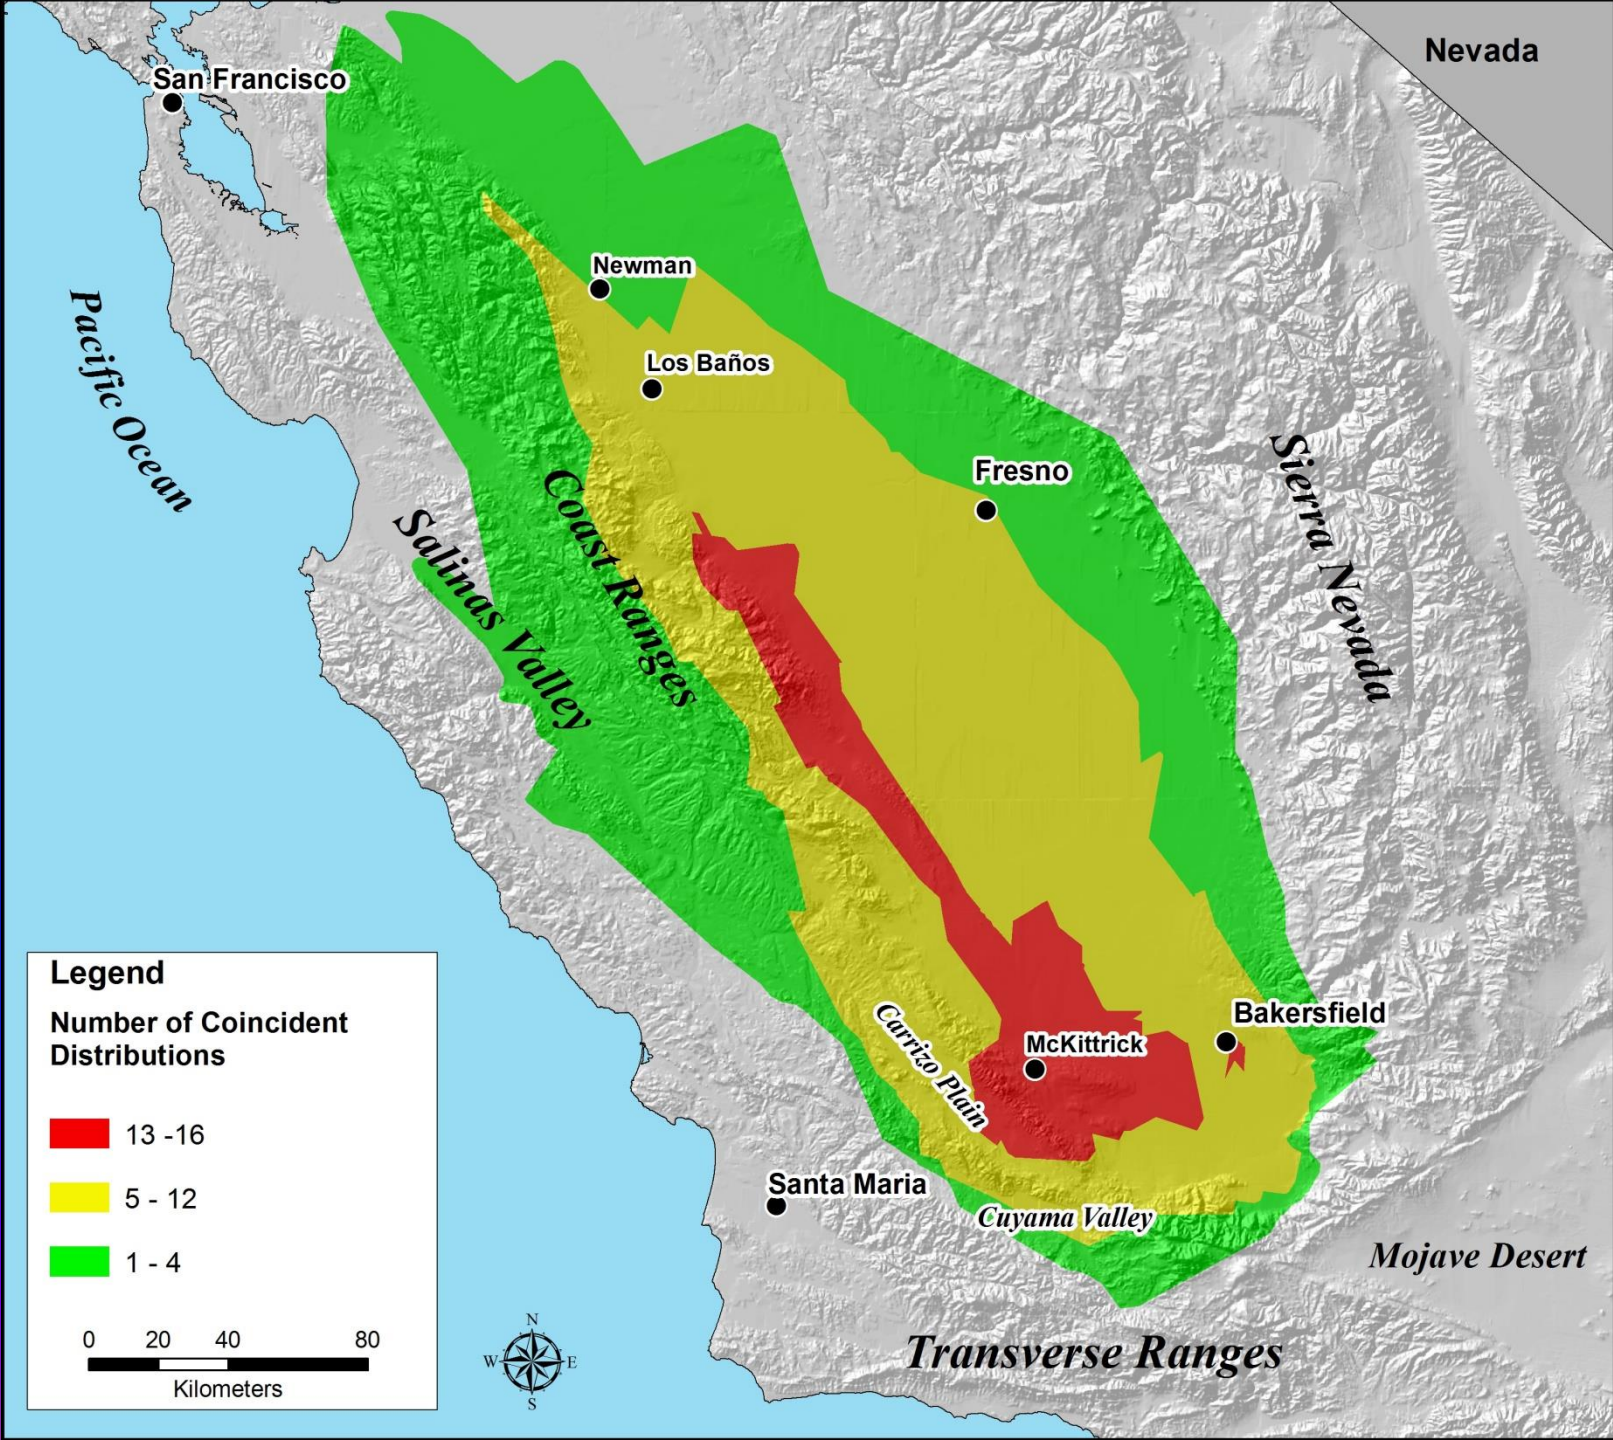 Nevada
San Francisco
Newman
Los Baños
Pacific Ocean
Fresno
Sierra Nevada
Coast Ranges
Salinas Valley
Legend
Number of Coincident
Distributions
13 -16
5 - 12
1 - 4
0 20 40 80
Kilometers
Bakersfield
McKittrick
Carrizo Plain
Santa Maria
Cuyama Valley
Mojave Desert
Transverse Ranges
N
W E
S